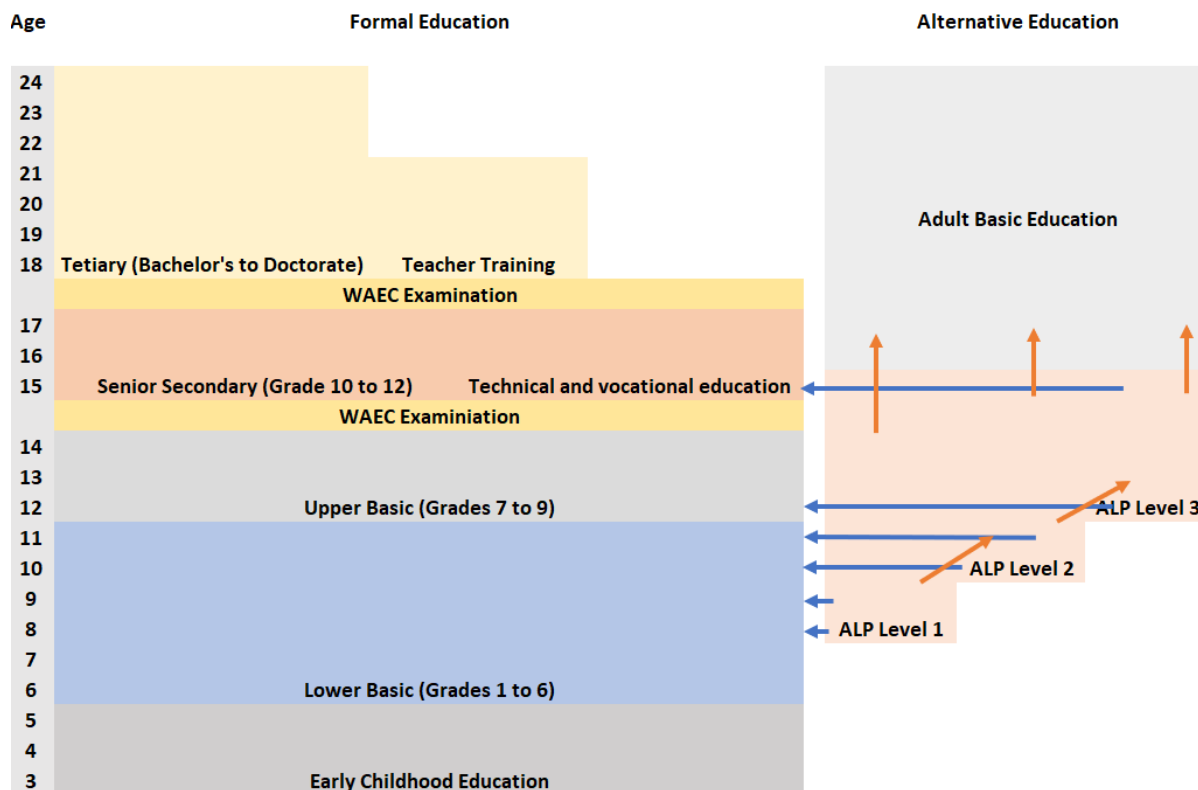 Age Formal Education Alternative Education
24
23
22
21
20
19 Adult Basic Education
18 Tetiary (Bachelor's to Doctorate) Teacher Training
WAEC Examination
17
16
15 Senior Secondary (Grade 10 to 12) Technical and vocational education
WAEC Examiniation
14
13
12 Upper Basic (Grades 7 to 9) ALP Level 3
11
10 ALP Level 2
9
8 ALP Level 1
7
6 Lower Basic (Grades 1 to 6)
5
4
3 Early Childhood Education